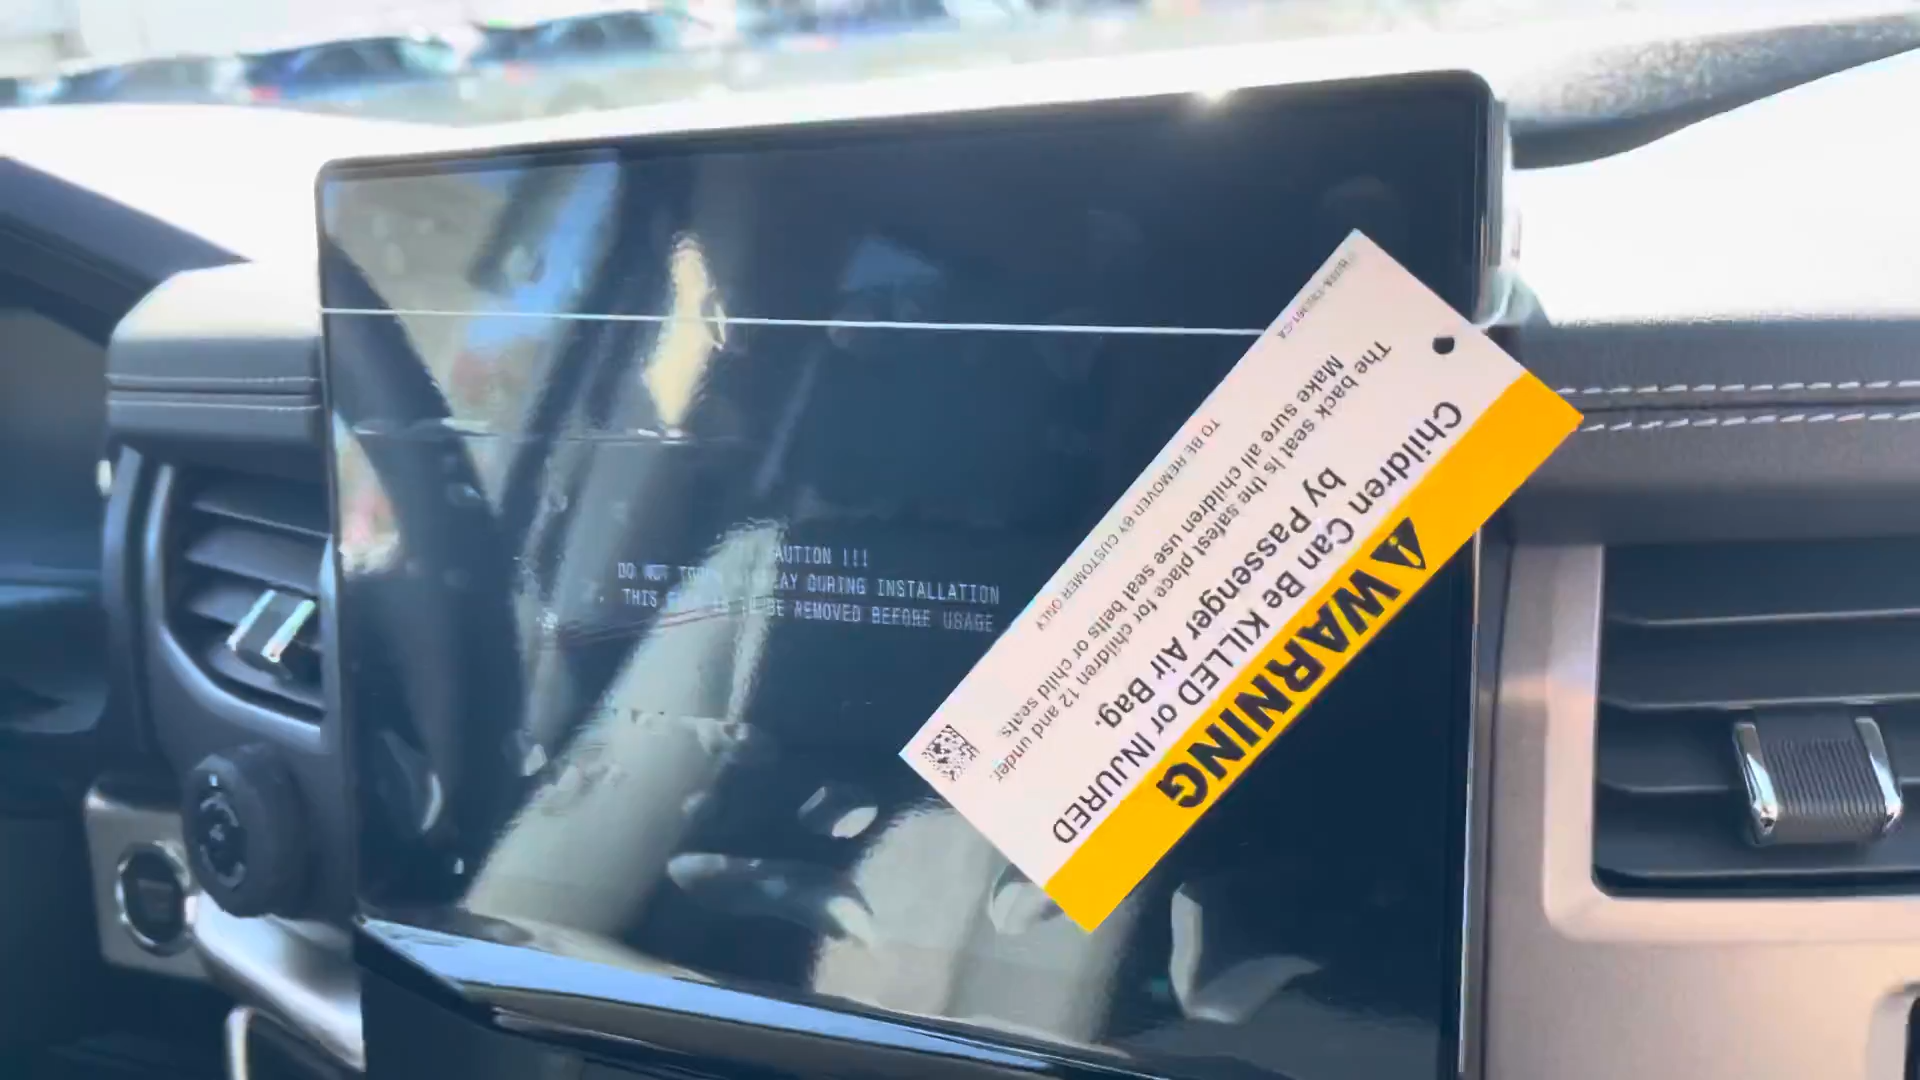 WARNING
Children Can Be KILLED or INJURED
by Passenger Air Bag.
The back seat is the safest place for children 12 and under.
Make sure all children use seat belts or child seats.
TO BE REMOVED BY CUSTOMER ONLY
AUTION !!!
DO NOT DURING INSTALLATION
THIS BE REMOVED BEFORE USAGE